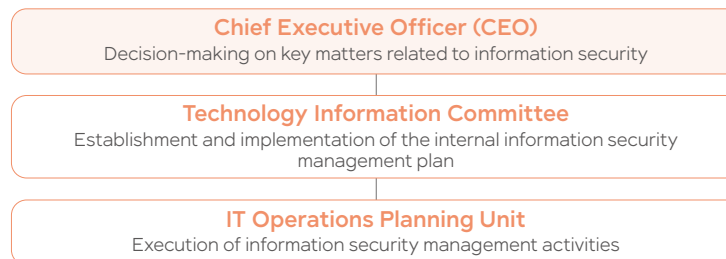 Chief Executive Officer (CEO)
Decision-making on key matters related to information security
Technology Information Committee
Establishment and implementation of the internal information security
management plan
IT Operations Planning Unit
Execution of information security management activities